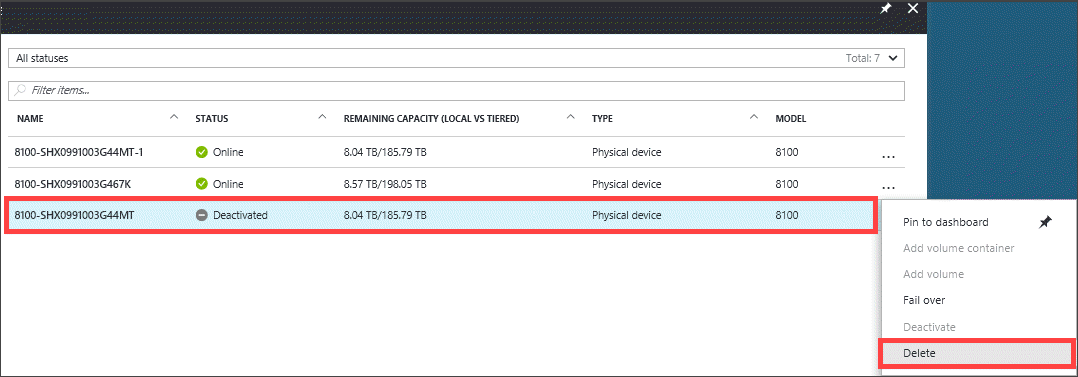 All statuses Total: 7
Filter items...
NAME STATUS REMAINING CAPACITY (LOCAL VS TIERED) TYPE MODEL
8100-SHX0991003G44MT-1 Online 8.04 TB/185.79 TB Physical device 8100 ...
8100-SHX0991003G467K Online 8.57 TB/198.05 TB Physical device 8100 ...
8100-SHX0991003G44MT Deactivated 8.04 TB/185.79 TB Physical device 8100
Pin to dashboard
Add volume container
Add volume
Fail over
Deactivate
Delete